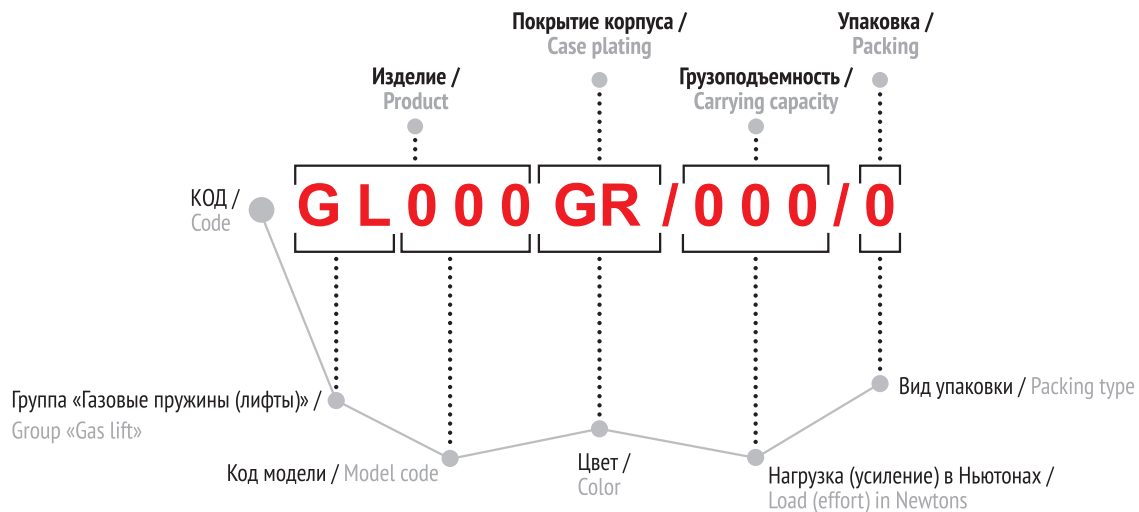 Покрытие корпуса /
Case plating
Упаковка /
Packing
Изделие /
Product
Грузоподъемность /
Carrying capacity
КОД /
Code
GL000 GR/000/0
Группа «Газовые пружины (лифты)» /
Group «Gas lift»
Код модели / Model code
Цвет /
Color
Нагрузка (усиление) в Ньютонах /
Load (effort) in Newtons
Вид упаковки / Packing type